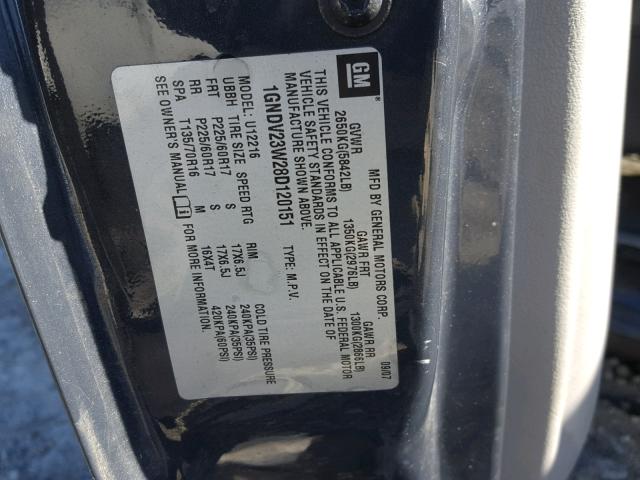 GM
MFD BY GENERAL MOTORS CORP. 09/07
GVWR GAWR FRT GAWR RR
2650KG(5842LB) 1350KG(2976LB) 1300KG(2866LB)
THIS VEHICLE CONFORMS TO ALL APPLICABLE U.S. FEDERAL MOTOR
VEHICLE SAFETY STANDARDS IN EFFECT ON THE DATE OF
MANUFACTURE SHOWN ABOVE.
1GNDV23W28D120151 TYPE: M.P.V.
MODEL: U12216
UBBH TIRE SIZE SPEED RTG RIM COLD TIRE PRESSURE
FRT P225/60R17 S 17X6.5J 240KPA(35PSI)
RR P225/60R17 S 17X6.5J 240KPA(35PSI)
SPA T135/70R16 M 16X4T 420KPA(60PSI)
SEE OWNER'S MANUAL FOR MORE INFORMATION.